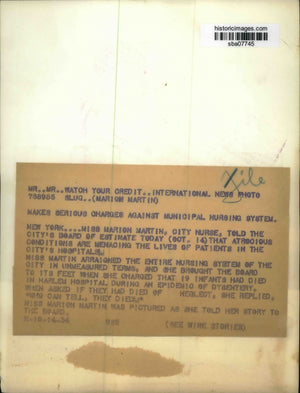 historicimages.com
sba07745
File
MR..MR..WATCH YOUR CREDIT..INTERNATIONAL NEWS PHOTO
768955 SLUG..(MARION MARTIN)
MAKES SERIOUS CHARGES AGAINST MUNICIPAL NURSING SYSTEM.
NEW YORK....MISS MARION MARTIN, CITY NURSE, TOLD THE
CITY'S BOARD OF ESTIMATE TODAY (OCT. 14)THAT ATROCIOUS
CONDITIONS ARE MENACING THE LIVES OF PATIENTS IN THE
CITY'S HOSPITALS.
MISS MARTIN ARRAIGNED THE ENTIRE NURSING SYSTEM OF THE
CITY IN UNMEASURED TERMS, AND SHE BROUGHT THE BOARD
TO ITS FEET WHEN SHE CHARGED THAT 19 INFANTS HAD DIED
IN HARLEM HOSPITAL DURING AN EPIDEMIC OF DYSENTERY.
WHEN ASKED IF THEY HAD DIED OF NEGLECT, SHE REPLIED,
"WHO CAN TELL. THEY DIED."
MISS MARION MARTIN WAS PICTURED AS SHE TOLD HER STORY TO
THE BOARD.
(SEE WIRE STORIES)